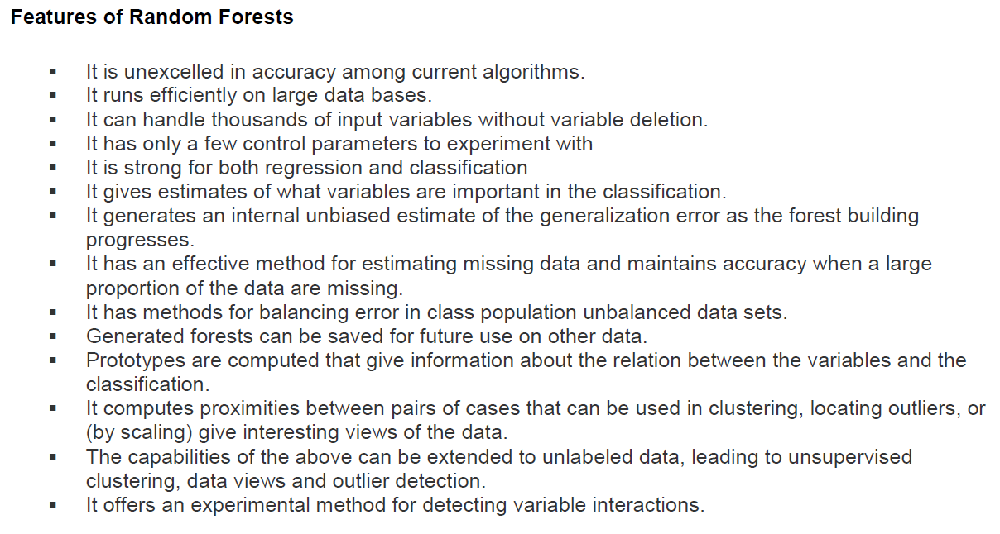 Features of Random Forests
▪ It is unexcelled in accuracy among current algorithms.
▪ It runs efficiently on large data bases.
▪ It can handle thousands of input variables without variable deletion.
▪ It has only a few control parameters to experiment with
▪ It is strong for both regression and classification
▪ It gives estimates of what variables are important in the classification.
▪ It generates an internal unbiased estimate of the generalization error as the forest building
progresses.
▪ It has an effective method for estimating missing data and maintains accuracy when a large
proportion of the data are missing.
▪ It has methods for balancing error in class population unbalanced data sets.
▪ Generated forests can be saved for future use on other data.
▪ Prototypes are computed that give information about the relation between the variables and the
classification.
▪ It computes proximities between pairs of cases that can be used in clustering, locating outliers, or
(by scaling) give interesting views of the data.
▪ The capabilities of the above can be extended to unlabeled data, leading to unsupervised
clustering, data views and outlier detection.
▪ It offers an experimental method for detecting variable interactions.